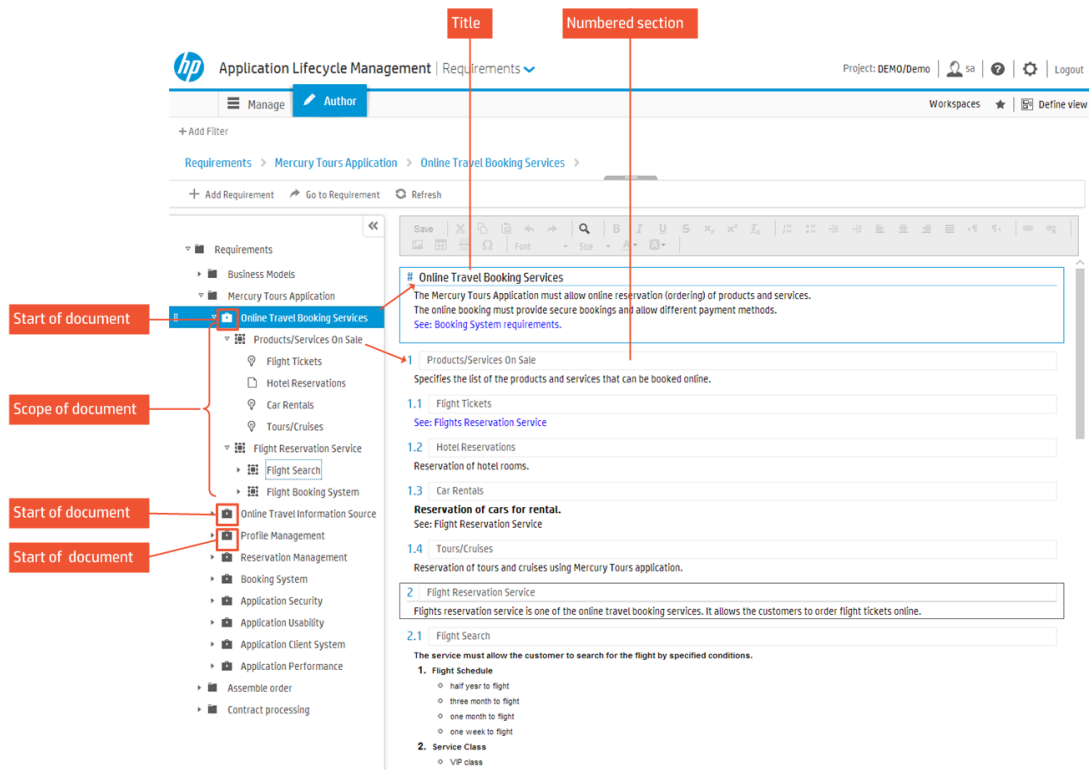 Title
Numbered section
hp
Application Lifecycle Management | Requirements
Project: DEMO/Demo
sa
Logout
Manage
Author
Workspaces
Define view
+ Add Filter
Requirements > Mercury Tours Application > Online Travel Booking Services >
+ Add Requirement
Go to Requirement
Refresh
Save
B I U S x₂ x² Iₓ
Font
Size
A
A
Requirements
Business Models
Mercury Tours Application
Start of document
Online Travel Booking Services
Products/Services On Sale
Flight Tickets
Hotel Reservations
Scope of document
Car Rentals
Tours/Cruises
Flight Reservation Service
Flight Search
Flight Booking System
Start of document
Online Travel Information Source
Start of document
Profile Management
Reservation Management
Booking System
Application Security
Application Usability
Application Client System
Application Performance
Assemble order
Contract processing
# Online Travel Booking Services
The Mercury Tours Application must allow online reservation (ordering) of products and services.
The online booking must provide secure bookings and allow different payment methods.
See: Booking System requirements.
1 Products/Services On Sale
Specifies the list of the products and services that can be booked online.
1.1 Flight Tickets
See: Flights Reservation Service
1.2 Hotel Reservations
Reservation of hotel rooms.
1.3 Car Rentals
Reservation of cars for rental.
See: Flight Reservation Service
1.4 Tours/Cruises
Reservation of tours and cruises using Mercury Tours application.
2 Flight Reservation Service
Flights reservation service is one of the online travel booking services. It allows the customers to order flight tickets online.
2.1 Flight Search
The service must allow the customer to search for the flight by specified conditions.
1. Flight Schedule
half year to flight
three month to flight
one month to flight
one week to flight
2. Service Class
VIP class